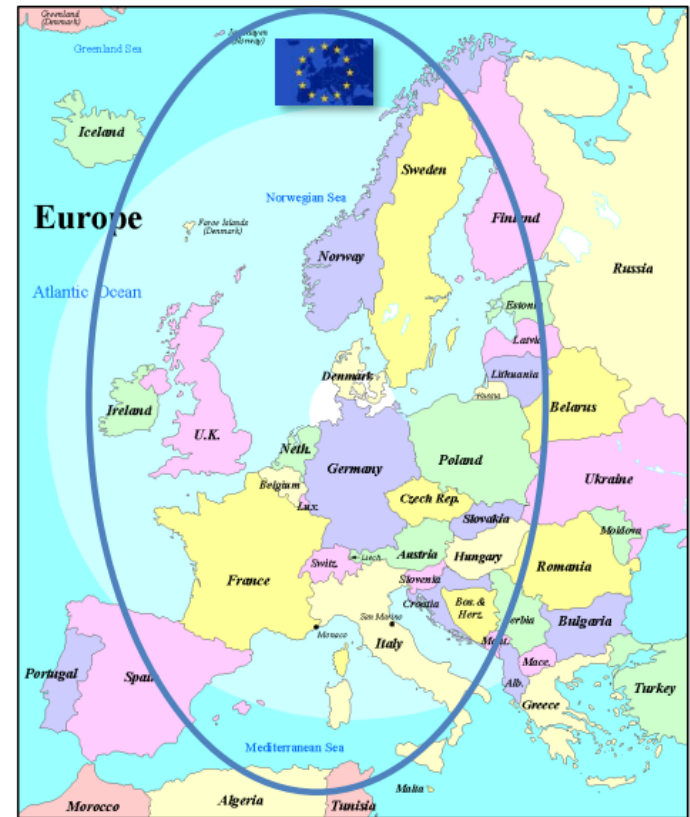 Greenland
(Denmark)
Jan Mayen
(Norway)
Greenland Sea
Iceland
Sweden
Norwegian Sea
Europe
Faroe Islands
(Denmark)
Finland
Norway
Russia
Atlantic Ocean
Estonia
Latvia
Denmark
Lithuania
Russia
Ireland
Belarus
U.K.
Neth.
Poland
Germany
Belgium
Ukraine
Lux.
Czech Rep.
Slovakia
Moldova
Austria
Liech.
Hungary
Switz.
Romania
France
Slovenia
Croatia
Bos. &
Herz.
San Marino
Serbia
Bulgaria
Monaco
Italy
Mont.
Mace.
Portugal
Spain
Alb.
Turkey
Greece
Mediterranean Sea
Malta
Algeria
Morocco
Tunisia